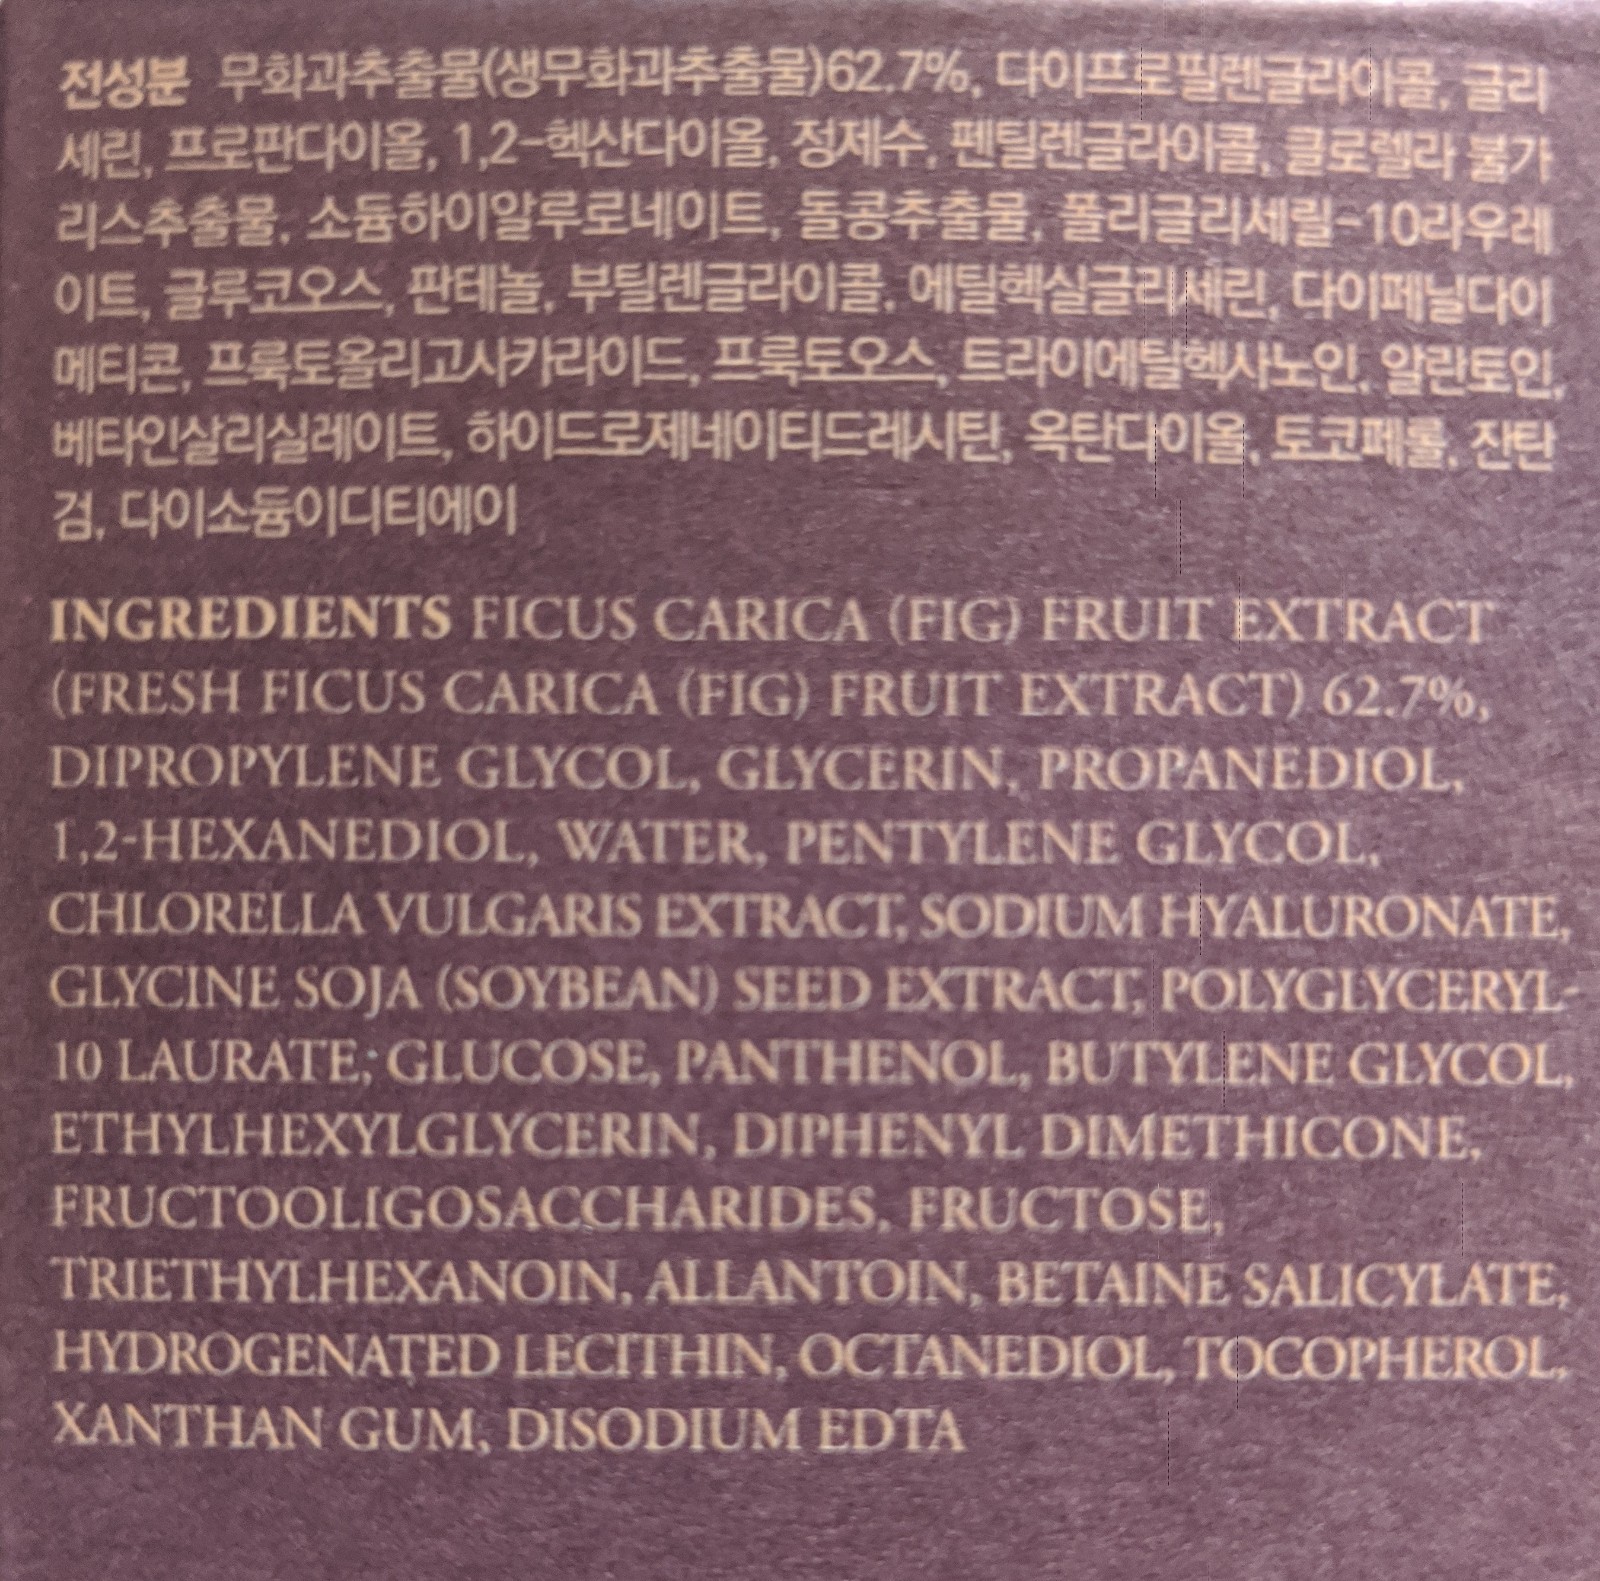 전성분 무화과추출물(생무화과추출물)62.7%, 다이프로필렌글라이콜, 글리
세린, 프로판다이올, 1,2-헥산다이올, 정제수, 펜틸렌글라이콜, 클로렐라 불가
리스추출물, 소듐하이알루로네이트, 돌콩추출물, 폴리글리세릴-10라우레
이트, 글루코오스, 판테놀, 부틸렌글라이콜, 에틸헥실글리세린, 다이페닐다이
메티콘, 프룩토올리고사카라이드, 프룩토오스, 트라이에틸헥사노인, 알란토인,
베타인살리실레이트, 하이드로제네이티드레시틴, 옥탄다이올, 토코페롤, 잔탄
검, 다이소듐이디티에이
INGREDIENTS FICUS CARICA (FIG) FRUIT EXTRACT
(FRESH FICUS CARICA (FIG) FRUIT EXTRACT) 62.7%,
DIPROPYLENE GLYCOL, GLYCERIN, PROPANEDIOL,
1,2-HEXANEDIOL, WATER, PENTYLENE GLYCOL,
CHLORELLA VULGARIS EXTRACT, SODIUM HYALURONATE,
GLYCINE SOJA (SOYBEAN) SEED EXTRACT, POLYGLYCERYL-
10 LAURATE, GLUCOSE, PANTHENOL, BUTYLENE GLYCOL,
ETHYLHEXYLGLYCERIN, DIPHENYL DIMETHICONE,
FRUCTOOLIGOSACCHARIDES, FRUCTOSE,
TRIETHYLHEXANOIN, ALLANTOIN, BETAINE SALICYLATE,
HYDROGENATED LECITHIN, OCTANEDIOL, TOCOPHEROL,
XANTHAN GUM, DISODIUM EDTA